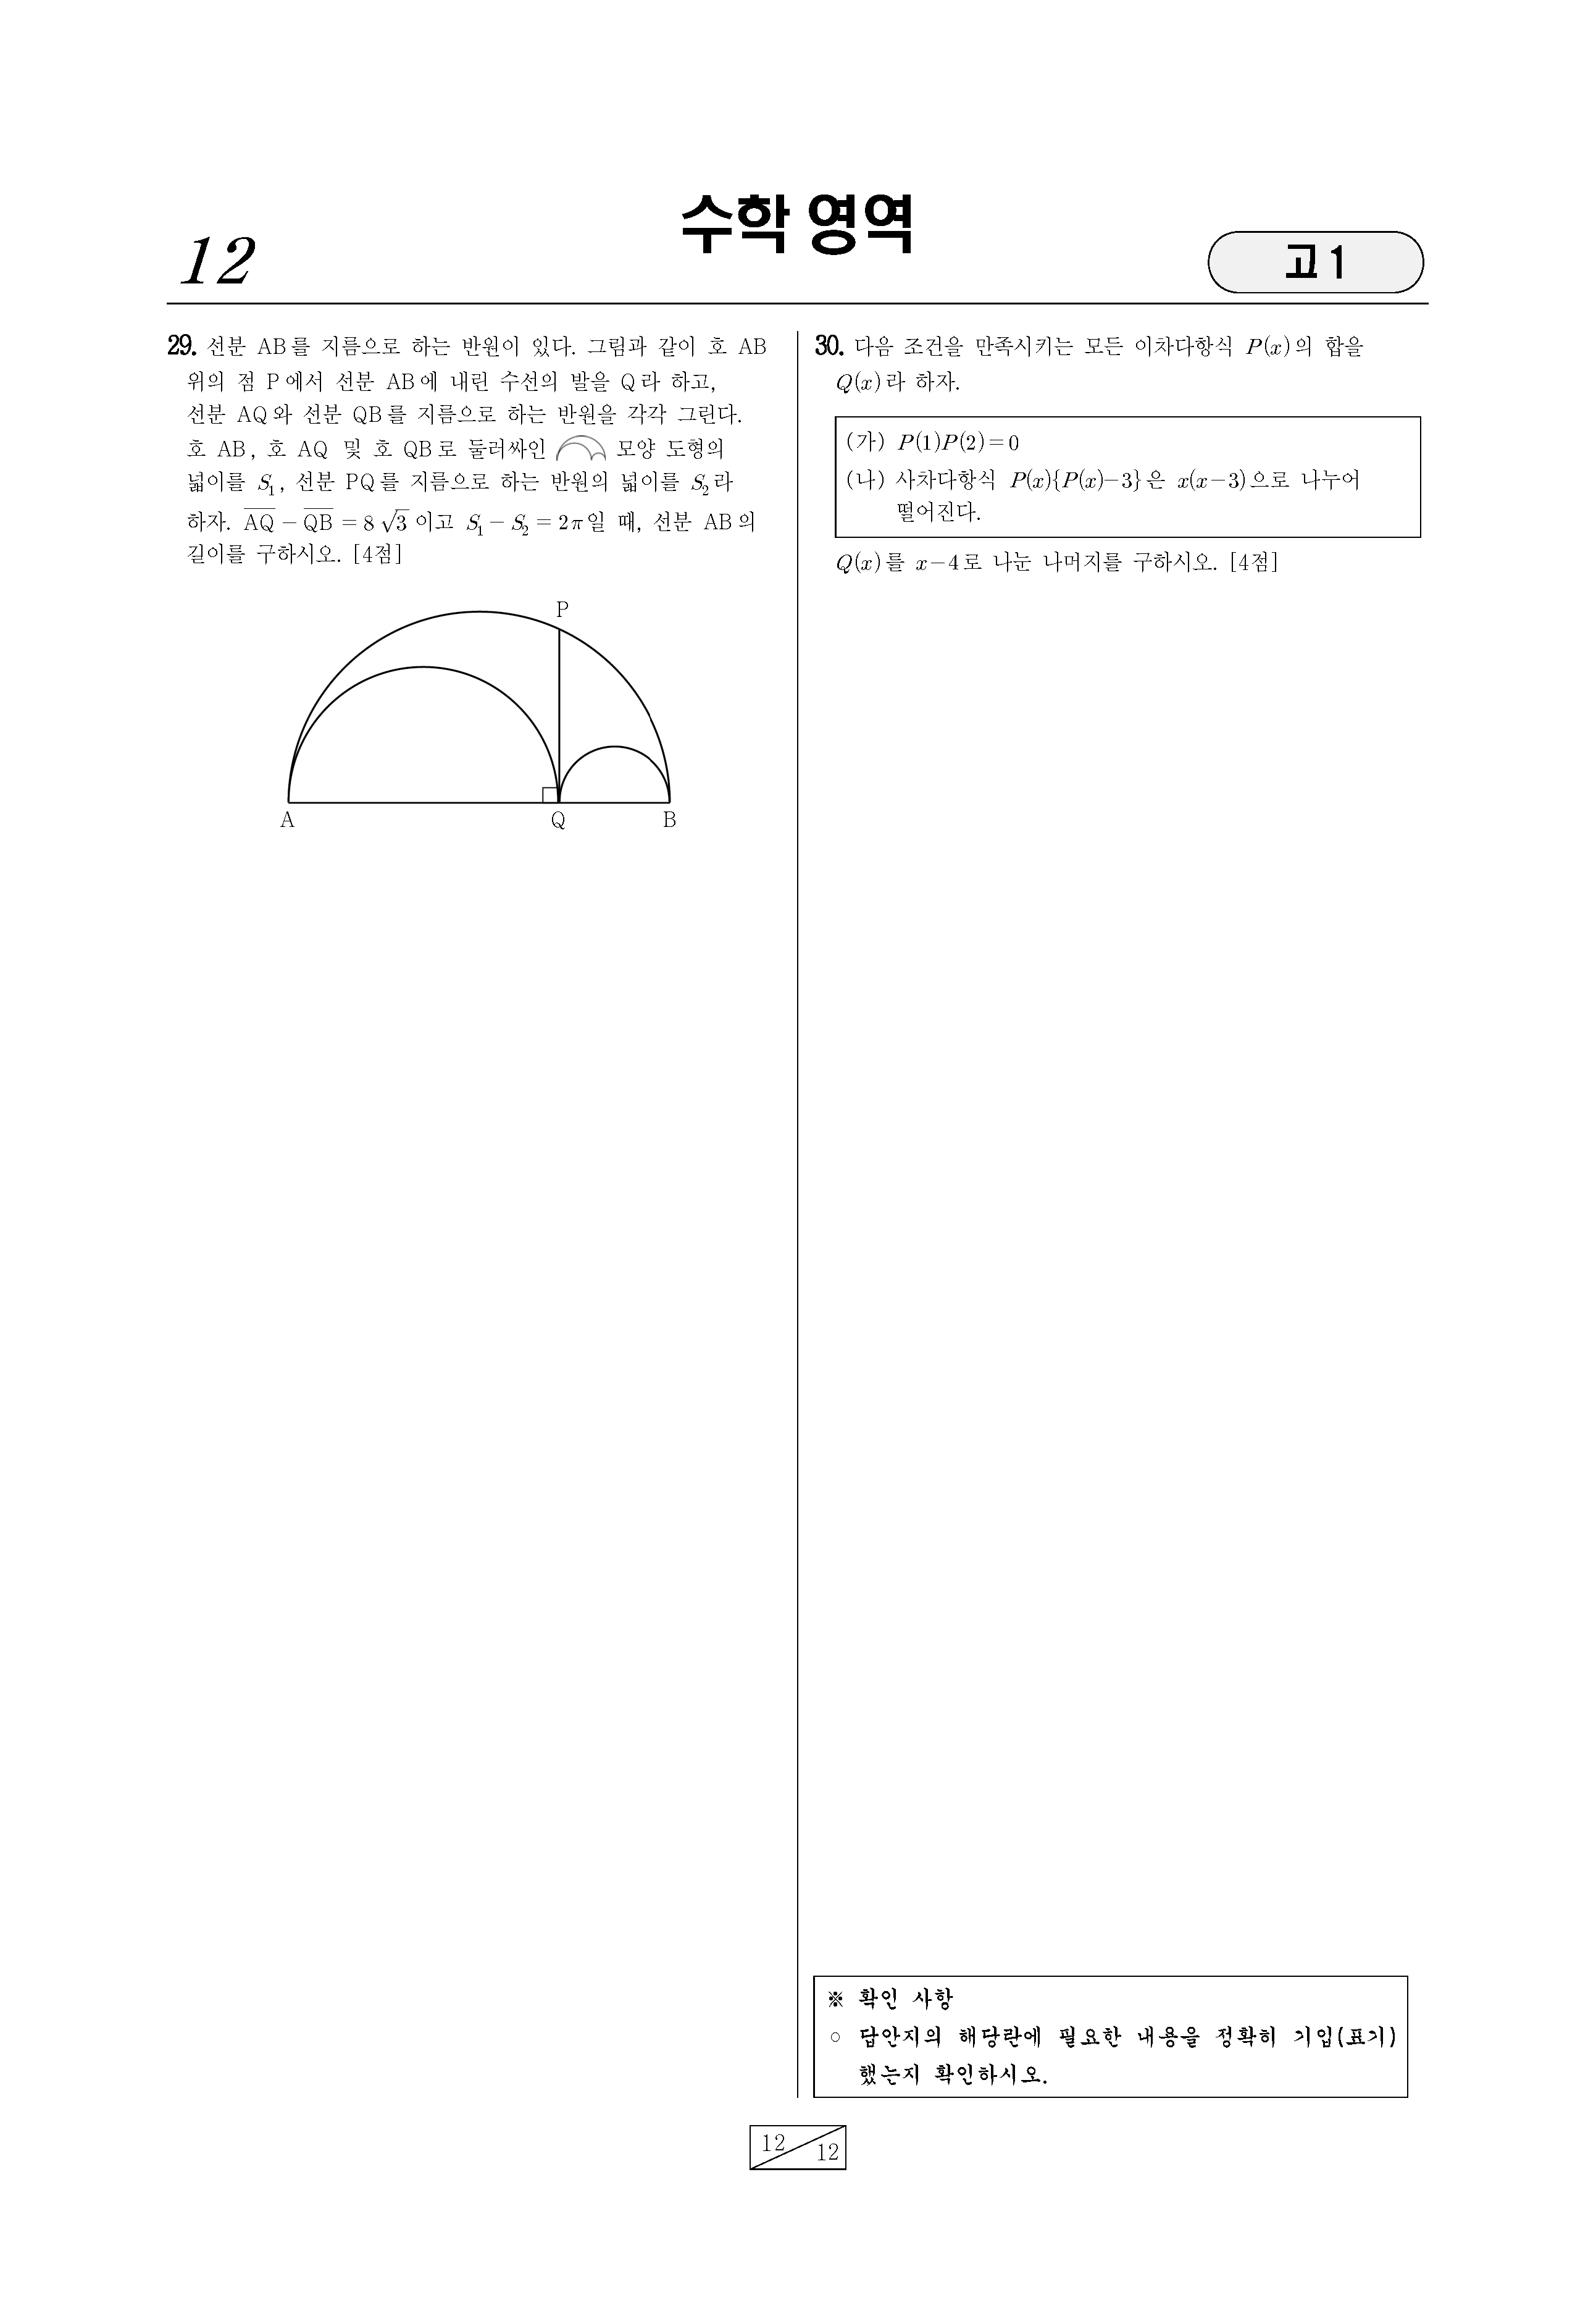 수학 영역
12
고1
29. 선분 AB를 지름으로 하는 반원이 있다. 그림과 같이 호 AB
위의 점 P에서 선분 AB에 내린 수선의 발을 Q라 하고,
선분 AQ와 선분 QB를 지름으로 하는 반원을 각각 그린다.
호 AB, 호 AQ 및 호 QB로 둘러싸인 모양 도형의
넓이를 S₁, 선분 PQ를 지름으로 하는 반원의 넓이를 S₂라
하자. A̅Q̅ − Q̅B̅ = 8√3 이고 S₁ − S₂ = 2π일 때, 선분 AB의
길이를 구하시오. [4점]
P
A
Q
B
30. 다음 조건을 만족시키는 모든 이차다항식 P(x)의 합을
Q(x)라 하자.
(가) P(1)P(2)=0
(나) 사차다항식 P(x){P(x)−3}은 x(x−3)으로 나누어
떨어진다.
Q(x)를 x−4로 나눈 나머지를 구하시오. [4점]
※ 확인 사항
○ 답안지의 해당란에 필요한 내용을 정확히 기입(표기)
했는지 확인하시오.
12
12